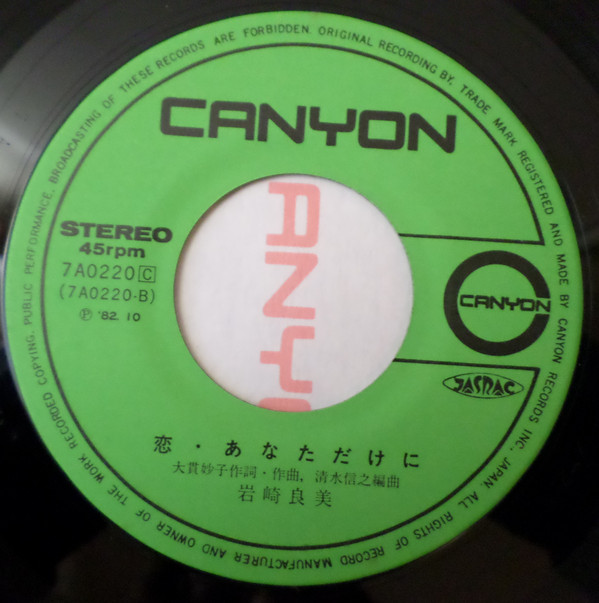 CANYON
STEREO
45rpm
7A0220 C
(7A0220-B)
Ⓟ '82. 10
CANYON
JASRAC
恋・あなただけに
大貫妙子作詞・作曲, 清水信之編曲
岩崎良美
ANYO
MANUFACTURER AND OWNER OF THE WORK RECORDED COPYING, PUBLIC PERFORMANCE, BROADCASTING OF THESE RECORDS ARE FORBIDDEN. ORIGINAL RECORDING BY, TRADE MARK REGISTERED AND MADE BY CANYON RECORDS INC, JAPAN, ALL RIGHTS OF RECORD